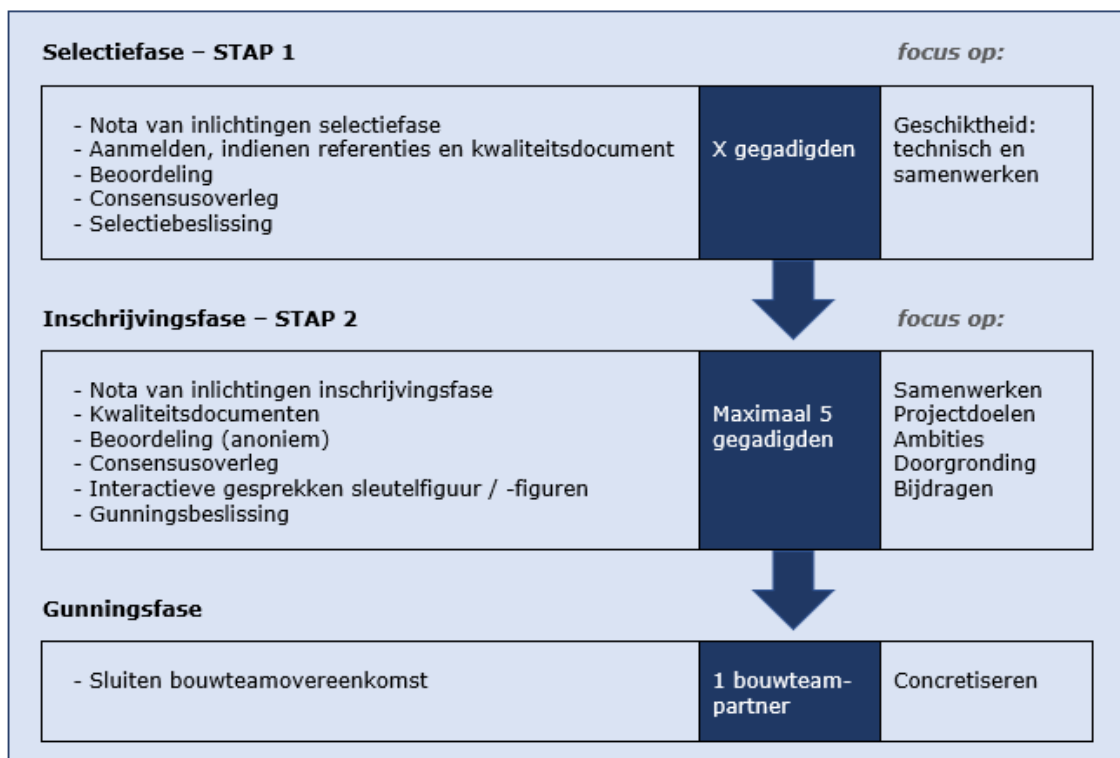 Selectiefase – STAP 1
focus op:
- Nota van inlichtingen selectiefase
- Aanmelden, indienen referenties en kwaliteitsdocument
- Beoordeling
- Consensusoverleg
- Selectiebeslissing
X gegadigden
Geschiktheid:
technisch en
samenwerken
Inschrijvingsfase – STAP 2
focus op:
- Nota van inlichtingen inschrijvingsfase
- Kwaliteitsdocumenten
- Beoordeling (anoniem)
- Consensusoverleg
- Interactieve gesprekken sleutelfiguur / -figuren
- Gunningsbeslissing
Maximaal 5
gegadigden
Samenwerken
Projectdoelen
Ambities
Doorgronding
Bijdragen
Gunningsfase
- Sluiten bouwteamovereenkomst
1 bouwteam-
partner
Concretiseren